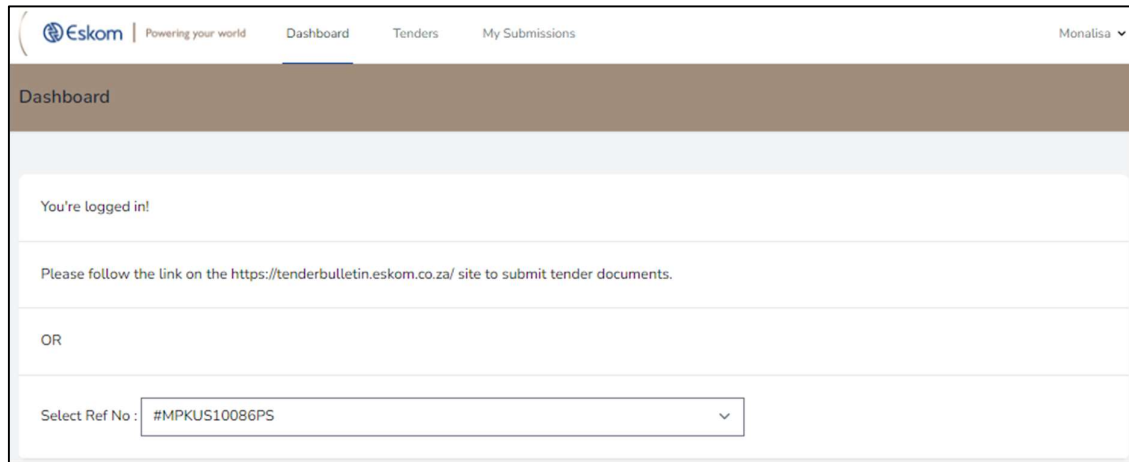 Eskom Powering your world Dashboard Tenders My Submissions Monalisa
Dashboard
You're logged in!
Please follow the link on the https://tenderbulletin.eskom.co.za/ site to submit tender documents.
OR
Select Ref No : #MPKUS10086PS